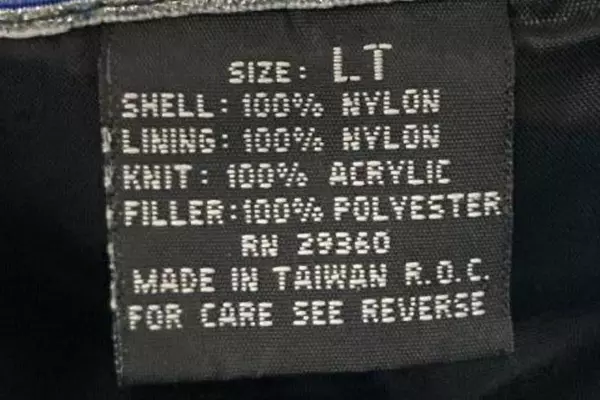 SIZE: LT
SHELL: 100% NYLON
LINING: 100% NYLON
KNIT: 100% ACRYLIC
FILLER: 100% POLYESTER
RN 29360
MADE IN TAIWAN R.O.C.
FOR CARE SEE REVERSE